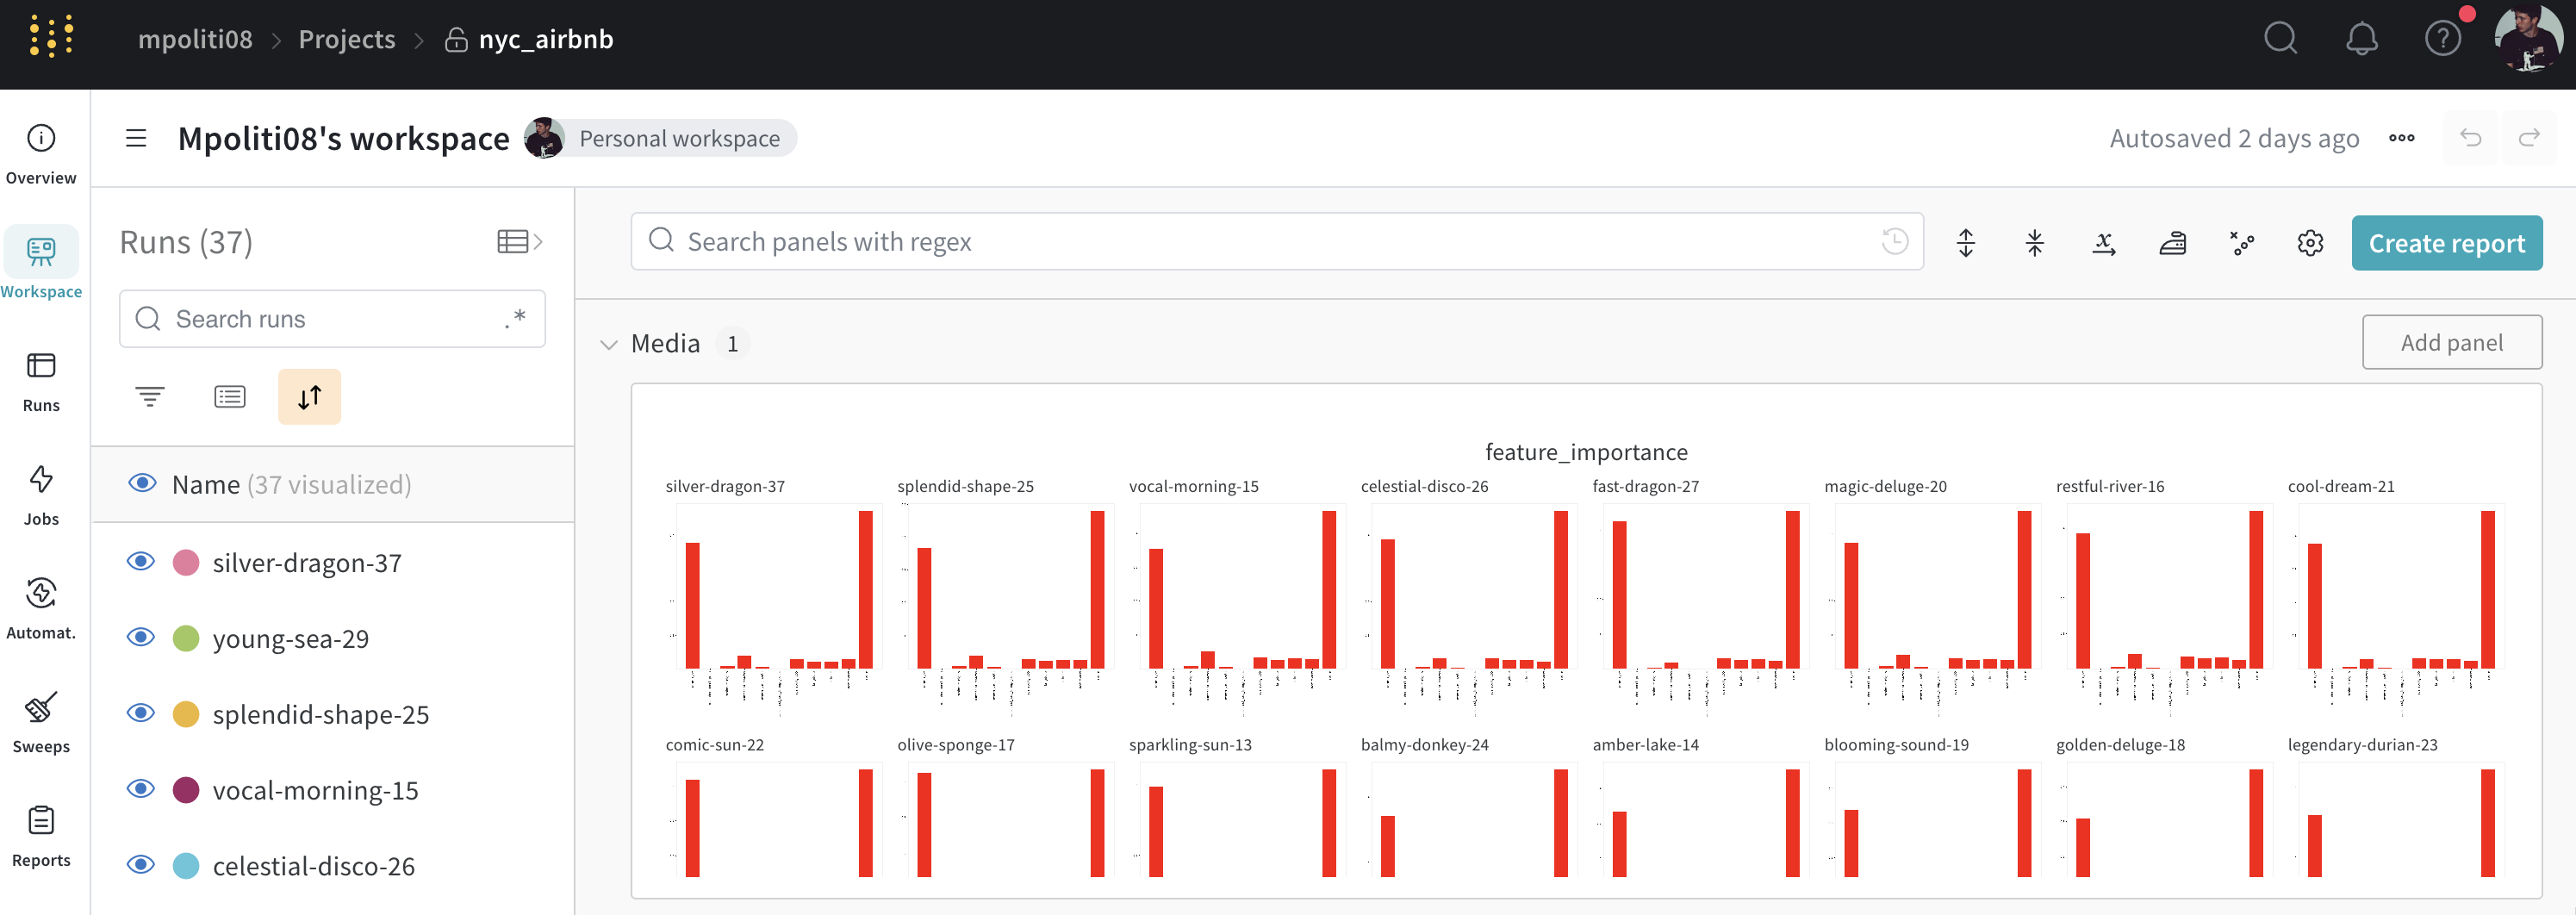 mpoliti08 > Projects > nyc_airbnb
Mpoliti08's workspace
Personal workspace
Autosaved 2 days ago
Overview
Workspace
Runs
Jobs
Automat.
Sweeps
Reports
Runs (37)
Search runs
.*
Name (37 visualized)
silver-dragon-37
young-sea-29
splendid-shape-25
vocal-morning-15
celestial-disco-26
Search panels with regex
Create report
Media 1
Add panel
feature_importance
silver-dragon-37 splendid-shape-25 vocal-morning-15 celestial-disco-26 fast-dragon-27 magic-deluge-20 restful-river-16 cool-dream-21
comic-sun-22 olive-sponge-17 sparkling-sun-13 balmy-donkey-24 amber-lake-14 blooming-sound-19 golden-deluge-18 legendary-durian-23